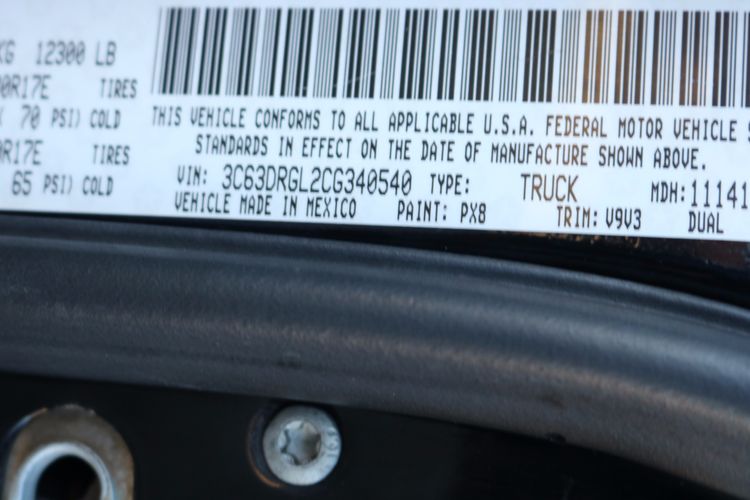 KG 12300 LB
0R17E TIRES
70 PSI) COLD
0R17E TIRES
65 PSI) COLD
THIS VEHICLE CONFORMS TO ALL APPLICABLE U.S.A. FEDERAL MOTOR VEHICLE S
STANDARDS IN EFFECT ON THE DATE OF MANUFACTURE SHOWN ABOVE.
VIN: 3C63DRGL2CG340540 TYPE: TRUCK MDH: 11141
VEHICLE MADE IN MEXICO PAINT: PX8 TRIM: V9V3 DUAL